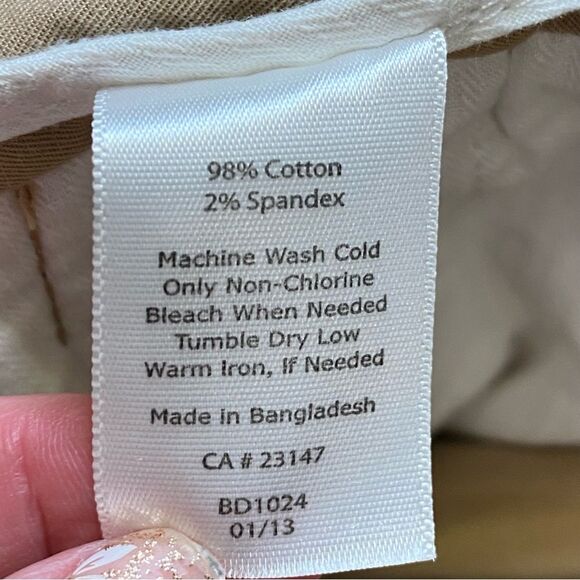 98% Cotton
2% Spandex
Machine Wash Cold
Only Non-Chlorine
Bleach When Needed
Tumble Dry Low
Warm Iron, If Needed
Made in Bangladesh
CA # 23147
BD1024
01/13